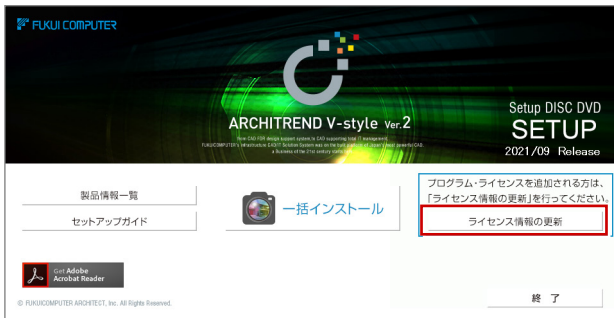 FUKUI COMPUTER
ARCHITREND V-style Ver.2
Setup DISC DVD
SETUP
2021/09 Release
製品情報一覧
セットアップガイド
一括インストール
プログラム・ライセンスを追加される方は、
「ライセンス情報の更新」を行ってください。
ライセンス情報の更新
Get Adobe
Acrobat Reader
© FUKUICOMPUTER ARCHITECT, Inc. All Rights Reserved.
終 了